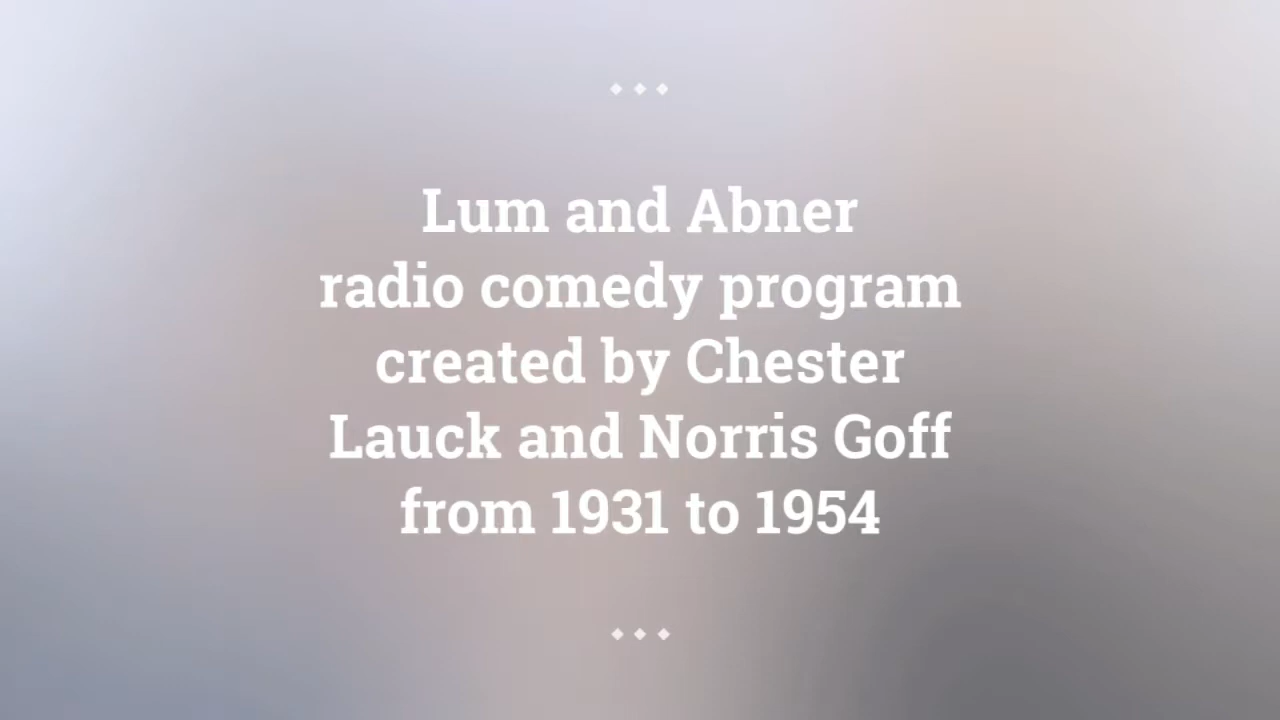 Lum and Abner
radio comedy program
created by Chester
Lauck and Norris Goff
from 1931 to 1954